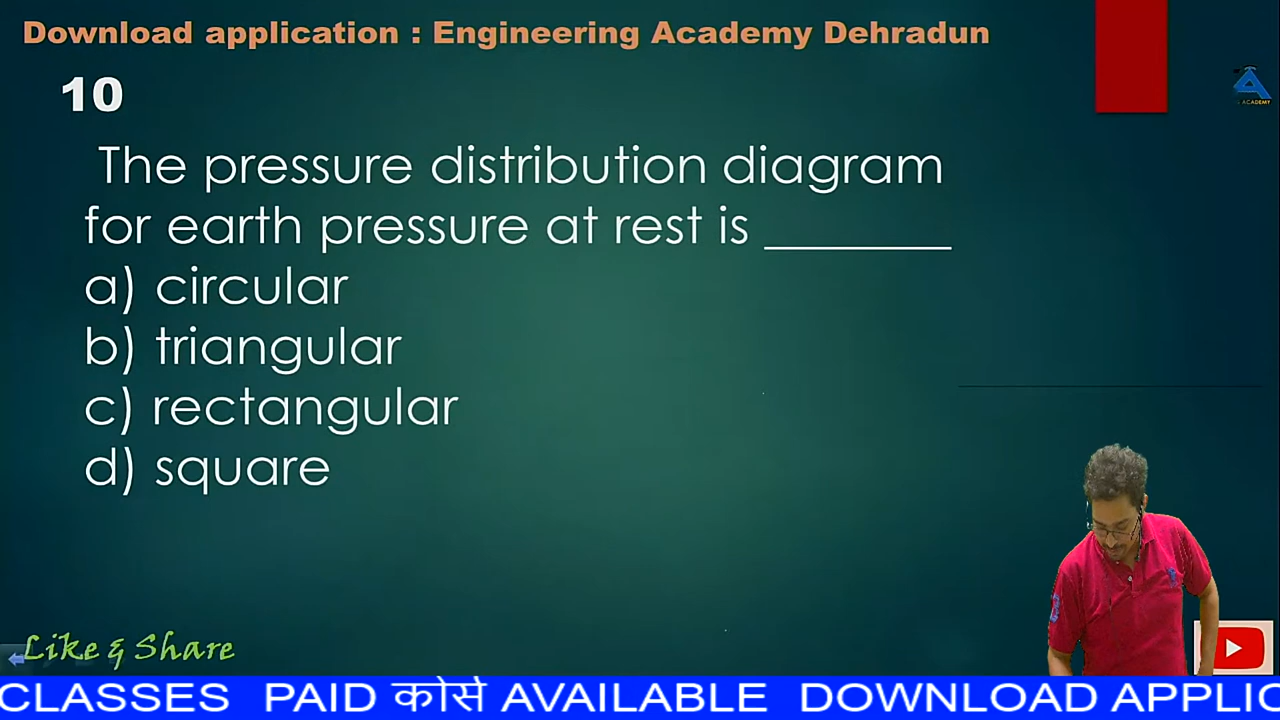 Download application : Engineering Academy Dehradun
10
The pressure distribution diagram
for earth pressure at rest is ________
a) circular
b) triangular
c) rectangular
d) square
ACADEMY
Like & Share
CLASSES PAID कोर्स AVAILABLE DOWNLOAD APPLIC